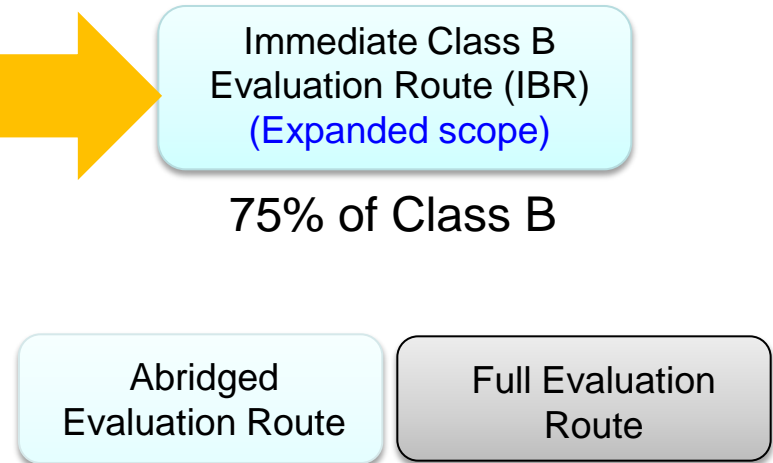 Immediate Class B
Evaluation Route (IBR)
(Expanded scope)
75% of Class B
Abridged
Evaluation Route
Full Evaluation
Route